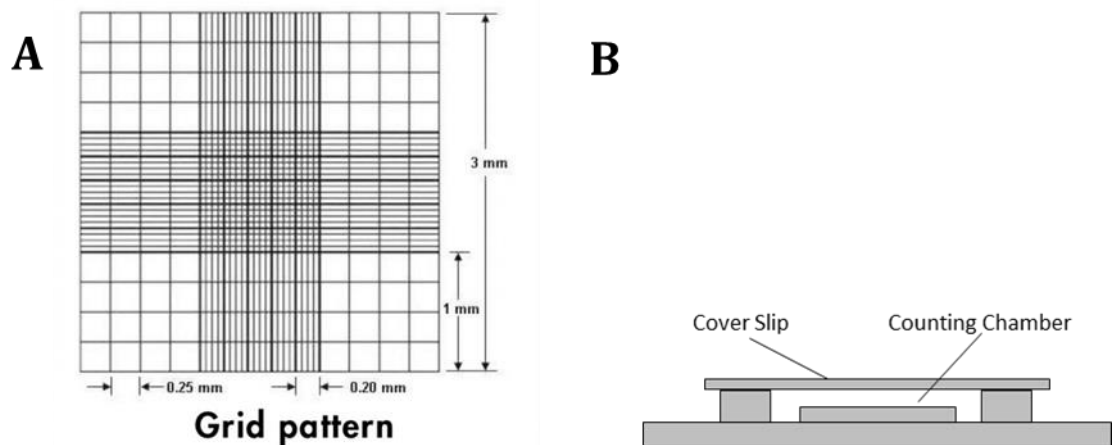 A
3 mm
1 mm
0.25 mm
0.20 mm
Grid pattern
B
Cover Slip
Counting Chamber